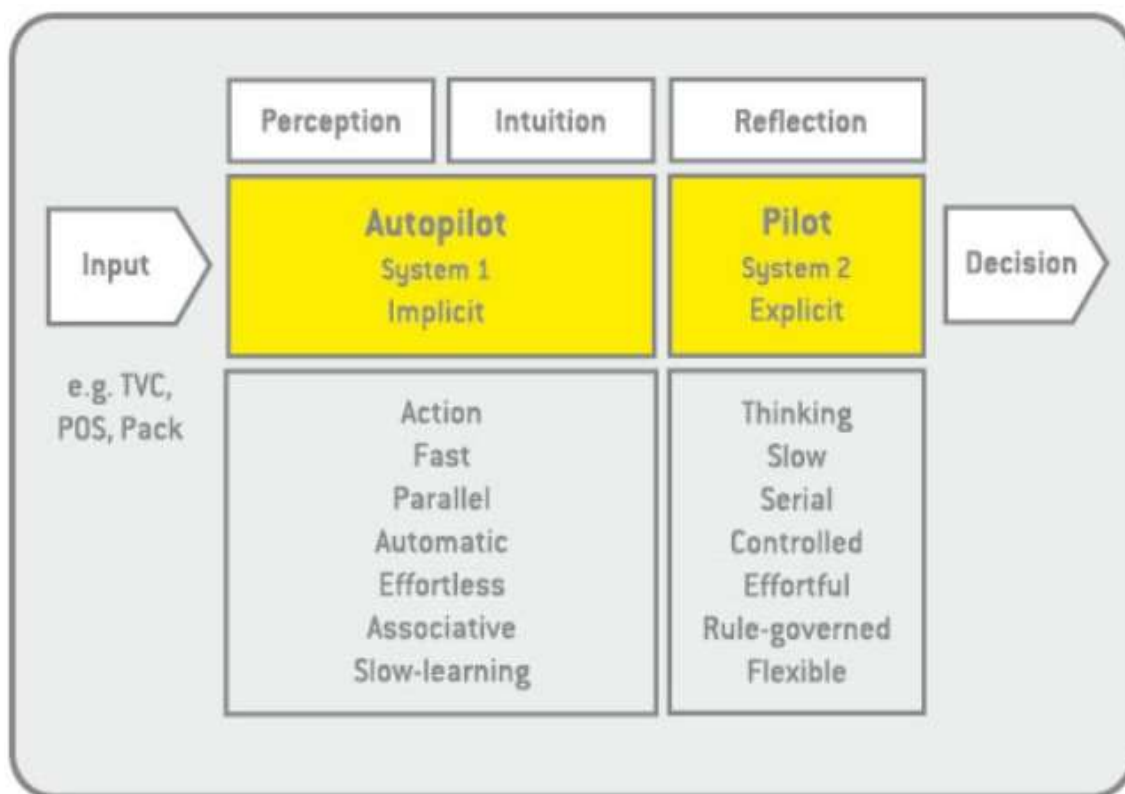 Perception
Intuition
Reflection
Input
Autopilot
System 1
Implicit
Pilot
System 2
Explicit
Decision
e.g. TVC,
POS, Pack
Action
Fast
Parallel
Automatic
Effortless
Associative
Slow-learning
Thinking
Slow
Serial
Controlled
Effortful
Rule-governed
Flexible